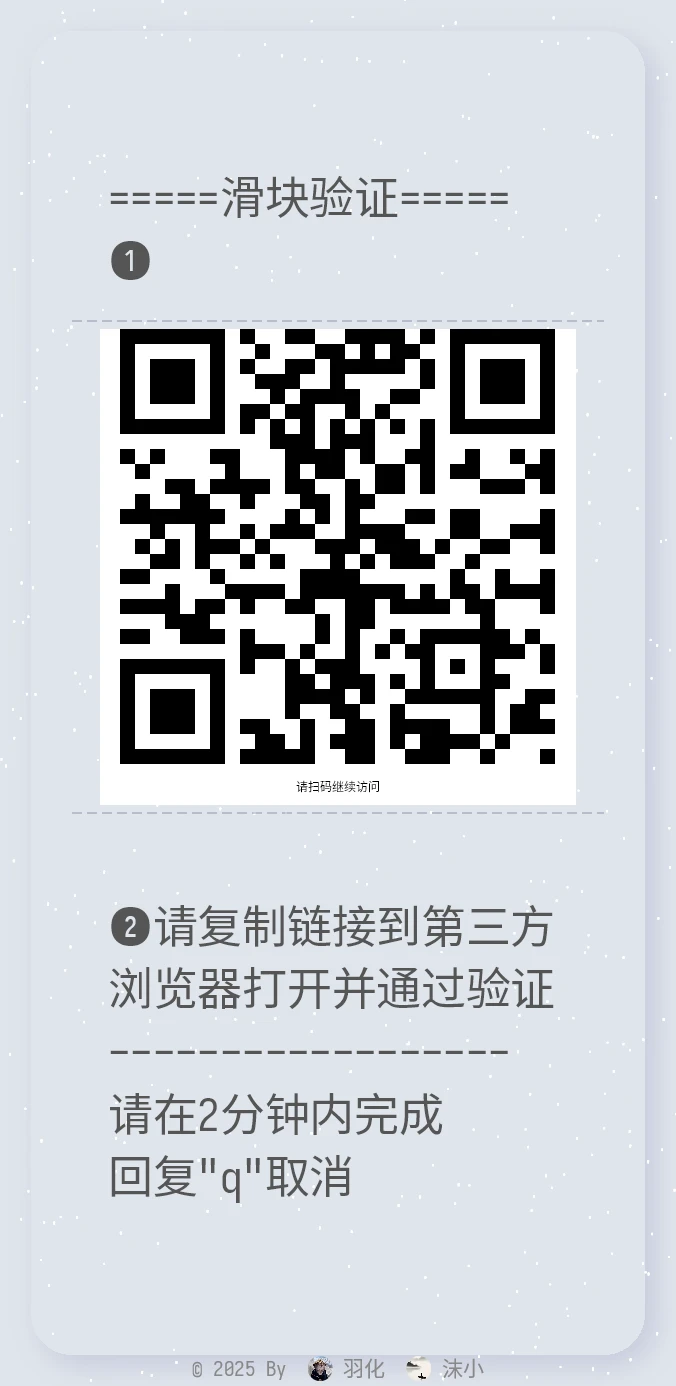 =====滑块验证=====
❶
请扫码继续访问
❷请复制链接到第三方
浏览器打开并通过验证
------------------
请在2分钟内完成
回复"q"取消
© 2025 By 羽化 沫小